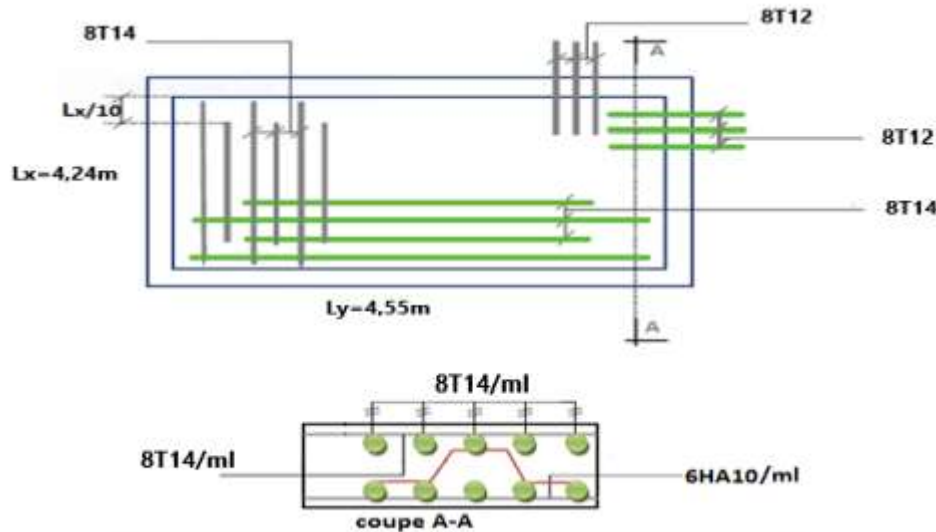 8T14
8T12
A
Lx/10
8T12
Lx=4,24m
8T14
Ly=4,55m
A
8T14/ml
8T14/ml
6HA10/ml
coupe A-A